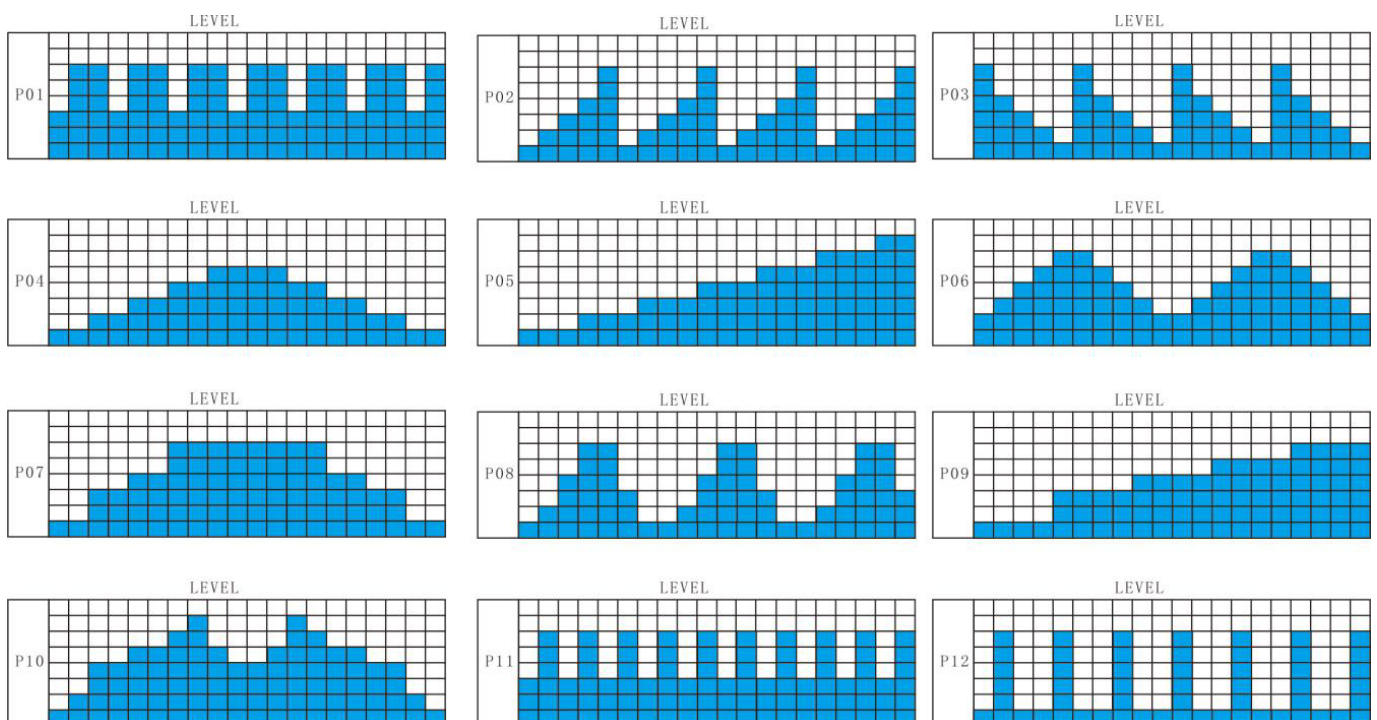 LEVEL
P01
LEVEL
P02
LEVEL
P03
LEVEL
P04
LEVEL
P05
LEVEL
P06
LEVEL
P07
LEVEL
P08
LEVEL
P09
LEVEL
P10
LEVEL
P11
LEVEL
P12